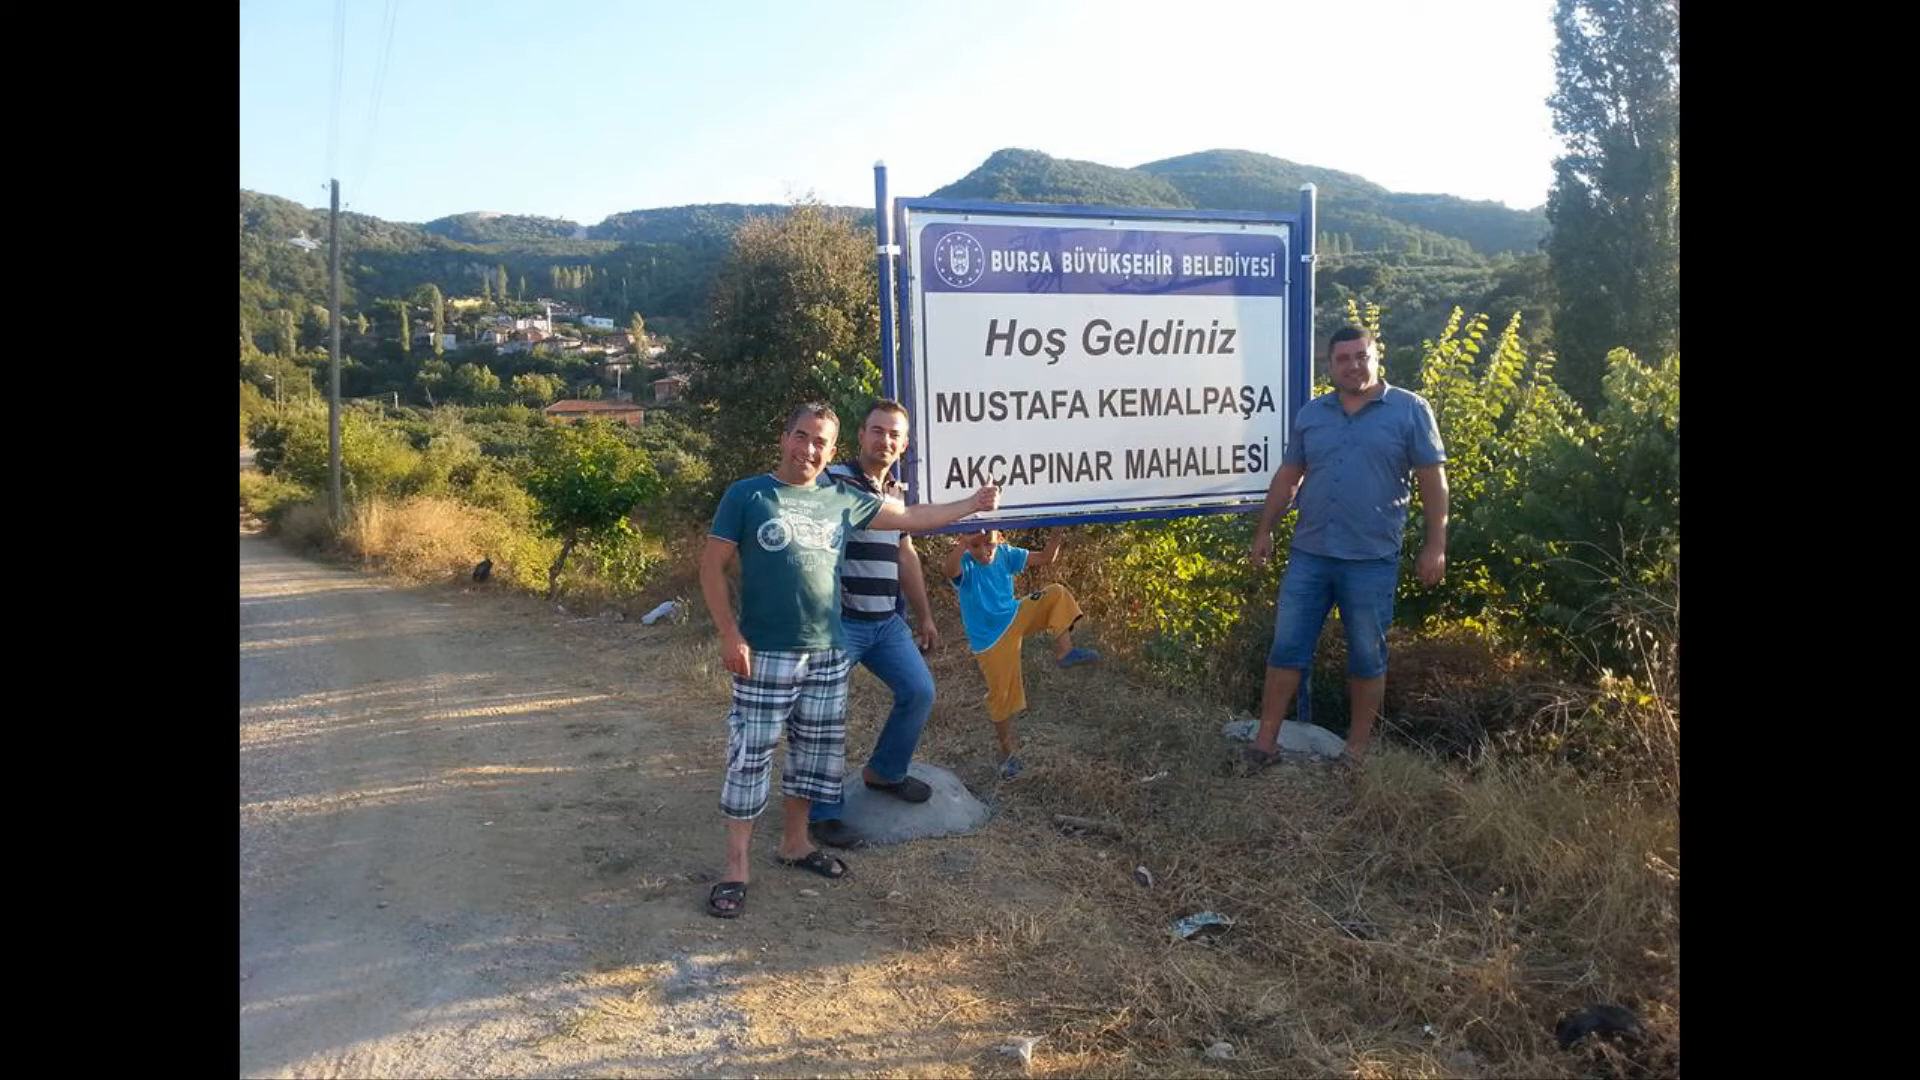 BURSA BÜYÜKŞEHİR BELEDİYESİ
Hoş Geldiniz
MUSTAFA KEMALPAŞA
AKÇAPINAR MAHALLESİ